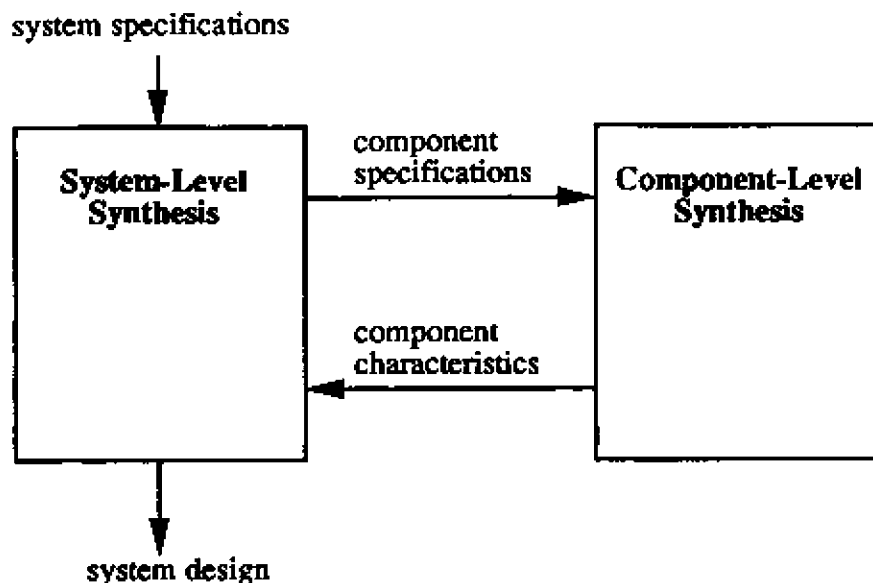 system specifications
System-Level
Synthesis
component
specifications
Component-Level
Synthesis
component
characteristics
system design